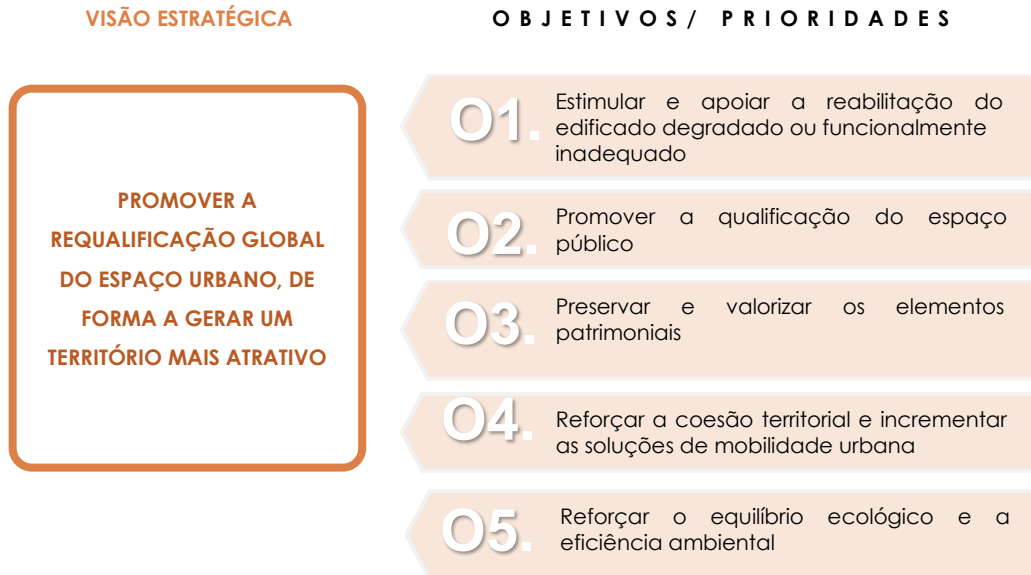 VISÃO ESTRATÉGICA
OBJETIVOS/ PRIORIDADES
PROMOVER A
REQUALIFICAÇÃO GLOBAL
DO ESPAÇO URBANO, DE
FORMA A GERAR UM
TERRITÓRIO MAIS ATRATIVO
O1.
Estimular e apoiar a reabilitação do
edificado degradado ou funcionalmente
inadequado
O2.
Promover a qualificação do espaço
público
O3.
Preservar e valorizar os elementos
patrimoniais
O4.
Reforçar a coesão territorial e incrementar
as soluções de mobilidade urbana
O5.
Reforçar o equilíbrio ecológico e a
eficiência ambiental